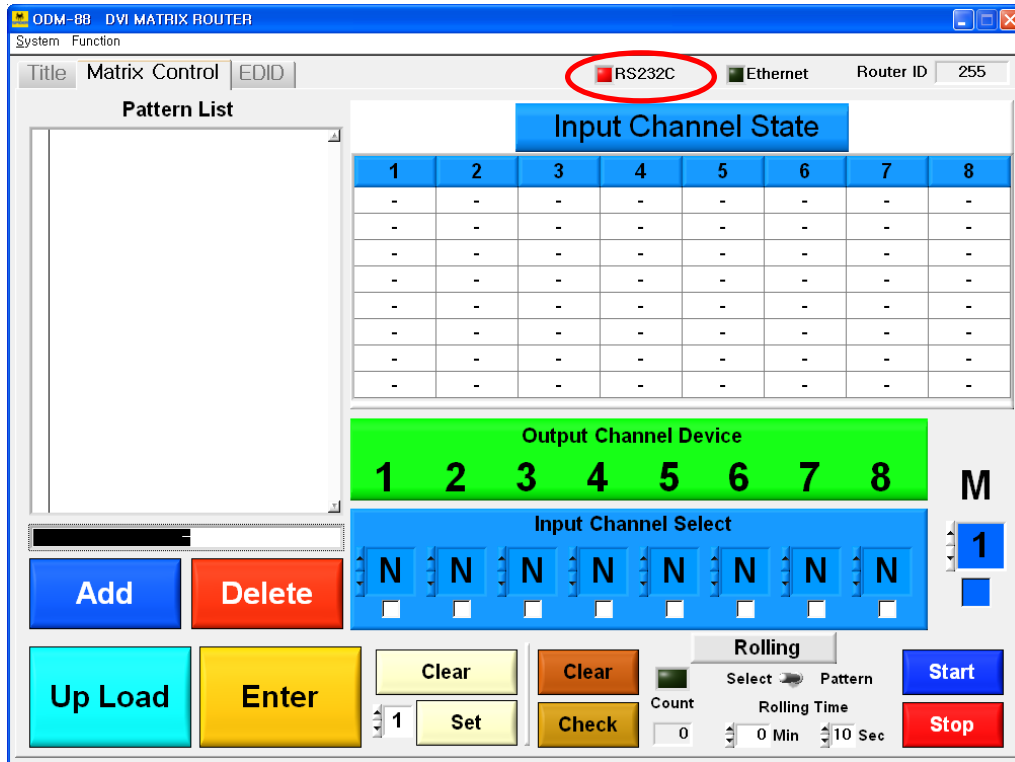 ODM-88 DVI MATRIX ROUTER
System Function
Title Matrix Control EDID RS232C Ethernet Router ID 255
Pattern List
Input Channel State
1 2 3 4 5 6 7 8
- - - - - - - -
- - - - - - - -
- - - - - - - -
- - - - - - - -
- - - - - - - -
- - - - - - - -
- - - - - - - -
- - - - - - - -
Output Channel Device
1 2 3 4 5 6 7 8
M
Input Channel Select
N N N N N N N N
1
-
Add Delete
Up Load Enter
Clear
1 Set
Clear
Check
Count
0
Rolling
Select Pattern
Rolling Time
0 Min 10 Sec
Start
Stop